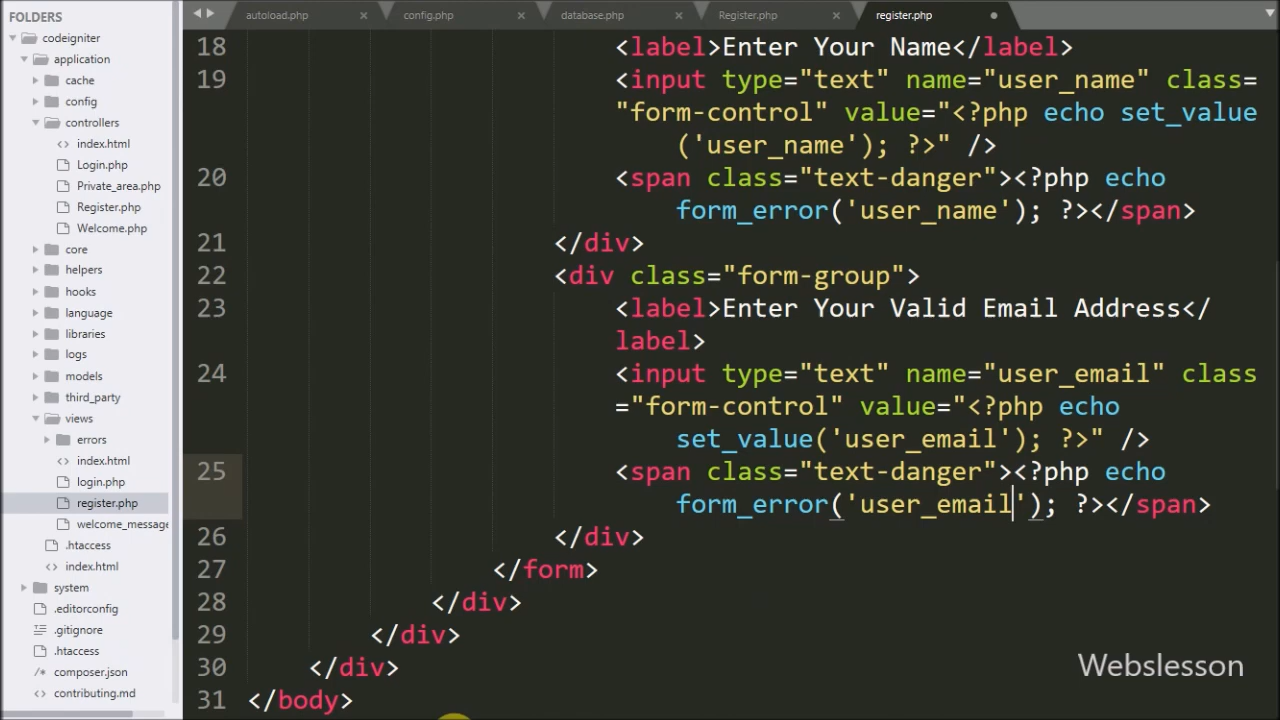 FOLDERS
codeigniter
application
cache
config
controllers
index.html
Login.php
Private_area.php
Register.php
Welcome.php
core
helpers
hooks
language
libraries
logs
models
third_party
views
errors
index.html
login.php
register.php
welcome_message
.htaccess
index.html
system
.editorconfig
.gitignore
.htaccess
composer.json
contributing.md
autoload.php
config.php
database.php
Register.php
register.php
18 <label>Enter Your Name</label>
19 <input type="text" name="user_name" class=
"form-control" value="<?php echo set_value
('user_name'); ?>" />
20 <span class="text-danger"><?php echo
form_error('user_name'); ?></span>
21 </div>
22 <div class="form-group">
23 <label>Enter Your Valid Email Address</
label>
24 <input type="text" name="user_email" class
="form-control" value="<?php echo
set_value('user_email'); ?>" />
25 <span class="text-danger"><?php echo
form_error('user_email'); ?></span>
26 </div>
27 </form>
28 </div>
29 </div>
30 </div>
31 </body>
Webslesson